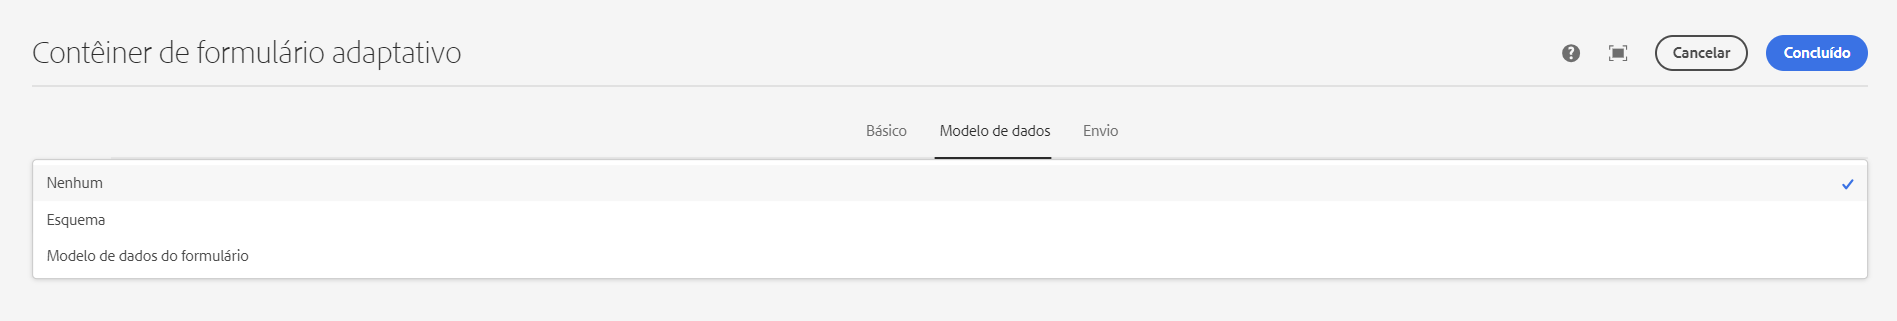 Contêiner de formulário adaptativo
Cancelar
Concluído
Básico
Modelo de dados
Envio
Nenhum
Esquema
Modelo de dados do formulário